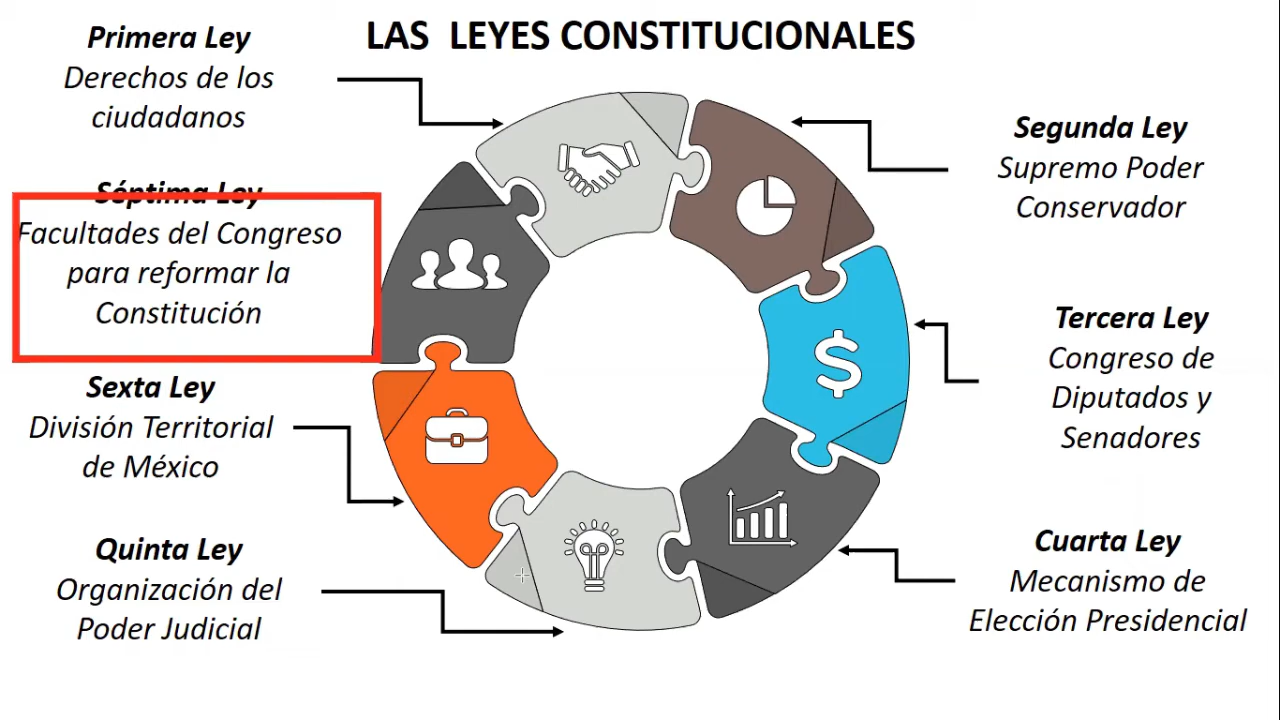 LAS LEYES CONSTITUCIONALES
Primera Ley
Derechos de los
ciudadanos
Segunda Ley
Supremo Poder
Conservador
Tercera Ley
Congreso de
Diputados y
Senadores
Cuarta Ley
Mecanismo de
Elección Presidencial
Quinta Ley
Organización del
Poder Judicial
Sexta Ley
División Territorial
de México
Séptima Ley
Facultades del Congreso
para reformar la
Constitución
$